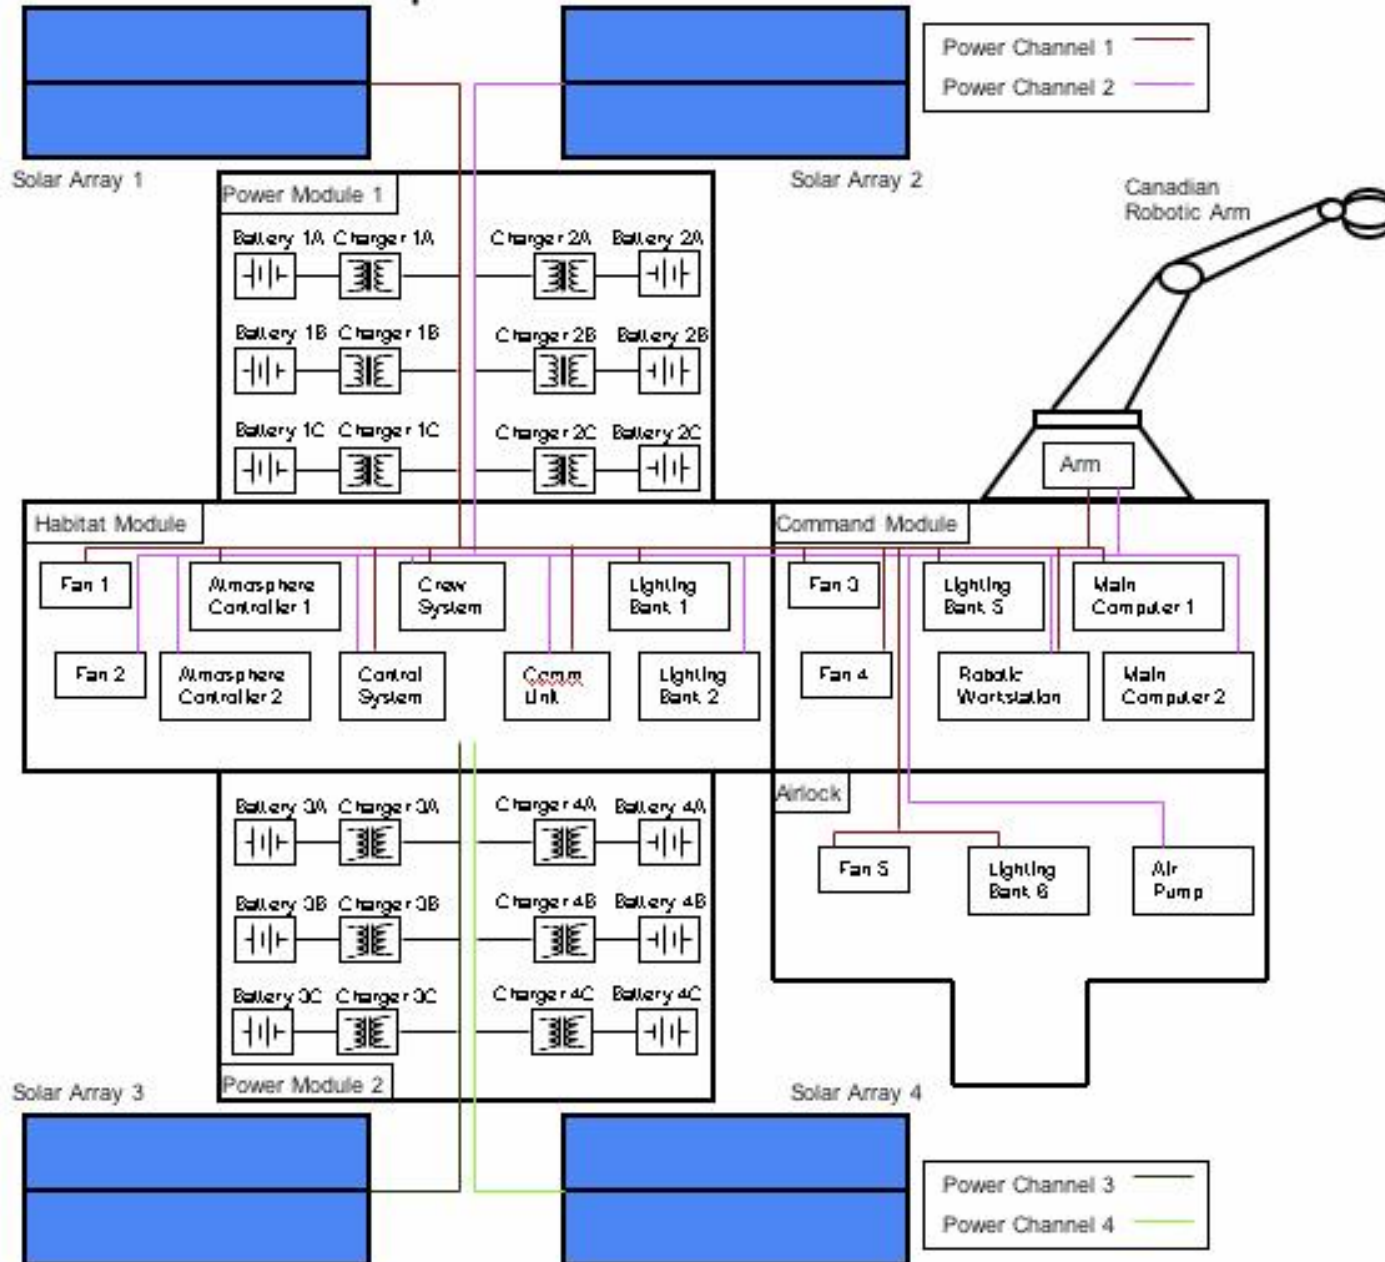 Power Channel 1
Power Channel 2
Solar Array 1
Solar Array 2
Canadian
Robotic Arm
Power Module 1
Battery 1A Charger 1A
Charger 2A Battery 2A
Battery 1B Charger 1B
Charger 2B Battery 2B
Battery 1C Charger 1C
Charger 2C Battery 2C
Arm
Habitat Module
Command Module
Fan 1
Atmosphere
Controller 1
Crew
System
Lighting
Bank 1
Fan 3
Lighting
Bank 5
Main
Computer 1
Fan 2
Atmosphere
Controller 2
Control
System
Comm
Unit
Lighting
Bank 2
Fan 4
Robotic
Workstation
Main
Computer 2
Airlock
Battery 3A Charger 3A
Charger 4A Battery 4A
Fan 5
Lighting
Bank 6
Air
Pump
Battery 3B Charger 3B
Charger 4B Battery 4B
Battery 3C Charger 3C
Charger 4C Battery 4C
Power Module 2
Solar Array 3
Solar Array 4
Power Channel 3
Power Channel 4